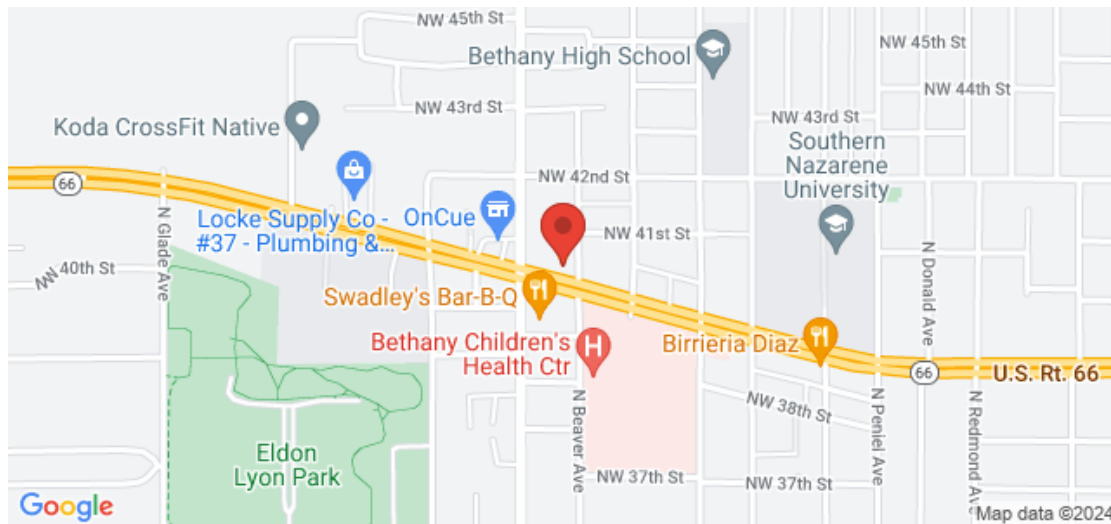 NW 45th St
NW 45th St
Bethany High School
NW 44th St
NW 43rd St
NW 43rd St
Koda CrossFit Native
Southern
Nazarene
University
NW 42nd St
66
Locke Supply Co -
#37 - Plumbing &...
OnCue
NW 41st St
N Glade Ave
NW 40th St
N Donald Ave
Swadley's Bar-B-Q
Bethany Children's
Health Ctr
H
Birrieria Diaz
66
U.S. Rt. 66
NW 38th St
N Beaver Ave
N Peniel Ave
N Redmond Ave
Eldon
Lyon Park
NW 37th St
NW 37th St
Google
Map data ©2024